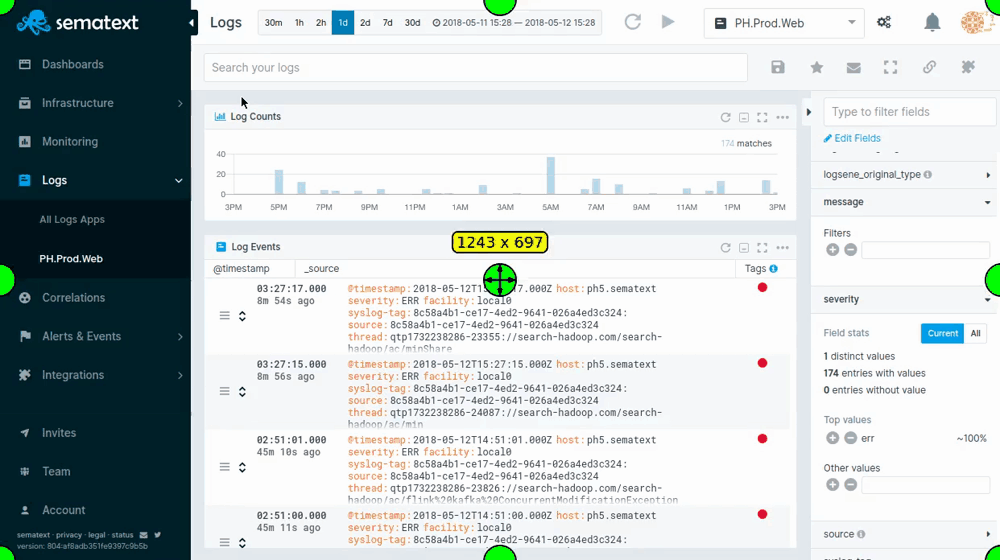 sematext
Dashboards
Infrastructure
Monitoring
Logs
All Logs Apps
PH.Prod.Web
Correlations
Alerts & Events
Integrations
Invites
Team
Account
sematext · privacy · legal · status
version: 804:af8adb351fe9397c9b5b
Logs
30m 1h 2h 1d 2d 7d 30d 2018-05-11 15:28 — 2018-05-12 15:28
PH.Prod.Web
Search your logs
Log Counts
174 matches
40
20
0
3PM 5PM 7PM 9PM 11PM 1AM 3AM 5AM 7AM 9AM 11AM 1PM 3PM
1243 x 697
Log Events
@timestamp _source Tags
03:27:17.000
8m 54s ago
@timestamp:2018-05-12T15:27:17.000Z host:ph5.sematext
severity:ERR facility:local0
syslog-tag:8c58a4b1-ce17-4ed2-9641-026a4ed3c324:
source:8c58a4b1-ce17-4ed2-9641-026a4ed3c324
thread:qtp1732238286-23355://search-hadoop.com/search-
hadoop/ac/minShare
03:27:15.000
8m 56s ago
@timestamp:2018-05-12T15:27:15.000Z host:ph5.sematext
severity:ERR facility:local0
syslog-tag:8c58a4b1-ce17-4ed2-9641-026a4ed3c324:
source:8c58a4b1-ce17-4ed2-9641-026a4ed3c324
thread:qtp1732238286-24087://search-hadoop.com/search-
hadoop/ac/min
02:51:01.000
45m 10s ago
@timestamp:2018-05-12T14:51:01.000Z host:ph5.sematext
severity:ERR facility:local0
syslog-tag:8c58a4b1-ce17-4ed2-9641-026a4ed3c324:
source:8c58a4b1-ce17-4ed2-9641-026a4ed3c324
thread:qtp1732238286-23826://search-hadoop.com/search-
hadoop/ac/flink%20kafka%20ConcurrentModificationException
02:51:00.000
45m 11s ago
@timestamp:2018-05-12T14:51:00.000Z host:ph5.sematext
severity:ERR facility:local0
syslog-tag:8c58a4b1-ce17-4ed2-9641-026a4ed3c324:
Type to filter fields
Edit Fields
logsene_original_type
message
Filters
severity
Field stats Current All
1 distinct values
174 entries with values
0 entries without value
Top values
err ~100%
Other values
source